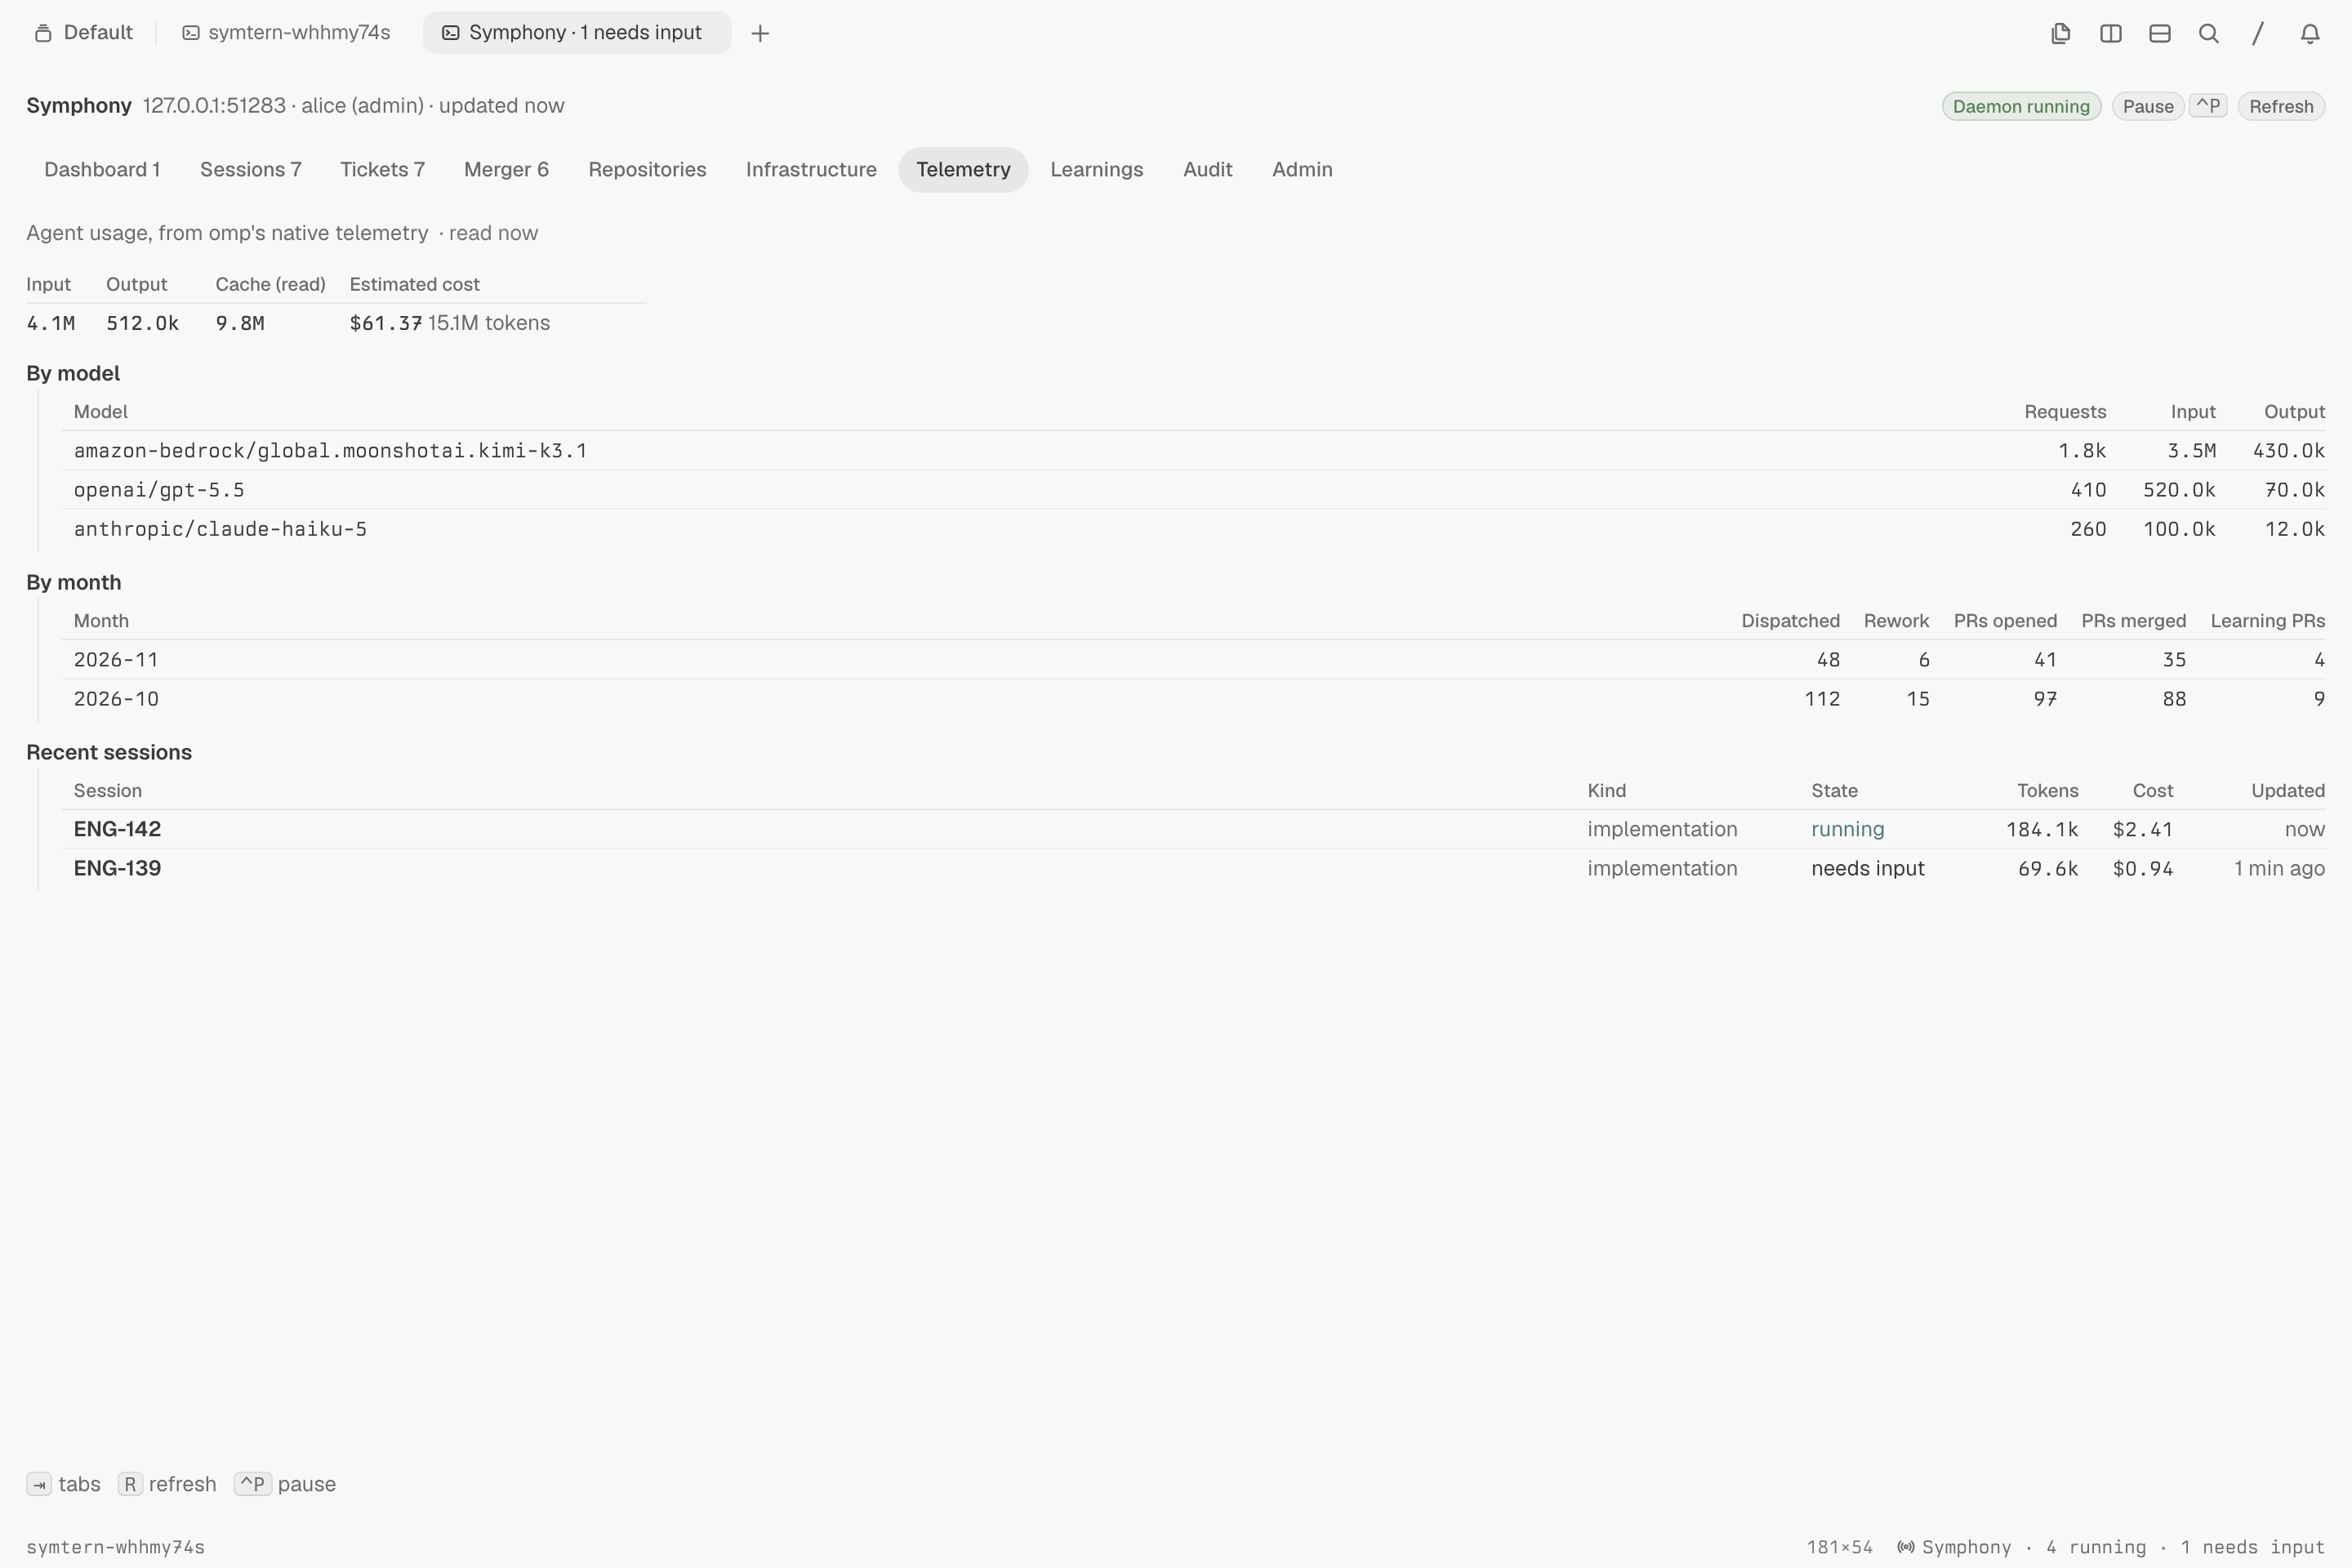 Default symtern-whhmy74s Symphony · 1 needs input
Symphony 127.0.0.1:51283 · alice (admin) · updated now Daemon running Pause ^P Refresh
Dashboard 1 Sessions 7 Tickets 7 Merger 6 Repositories Infrastructure Telemetry Learnings Audit Admin
Agent usage, from omp's native telemetry · read now
Input Output Cache (read) Estimated cost
4.1M 512.0k 9.8M $61.37 15.1M tokens
By model
Model Requests Input Output
amazon-bedrock/global.moonshotai.kimi-k3.1 1.8k 3.5M 430.0k
openai/gpt-5.5 410 520.0k 70.0k
anthropic/claude-haiku-5 260 100.0k 12.0k
By month
Month Dispatched Rework PRs opened PRs merged Learning PRs
2026-11 48 6 41 35 4
2026-10 112 15 97 88 9
Recent sessions
Session Kind State Tokens Cost Updated
ENG-142 implementation running 184.1k $2.41 now
ENG-139 implementation needs input 69.6k $0.94 1 min ago
⇥ tabs R refresh ^P pause
symtern-whhmy74s 181×54 Symphony · 4 running · 1 needs input